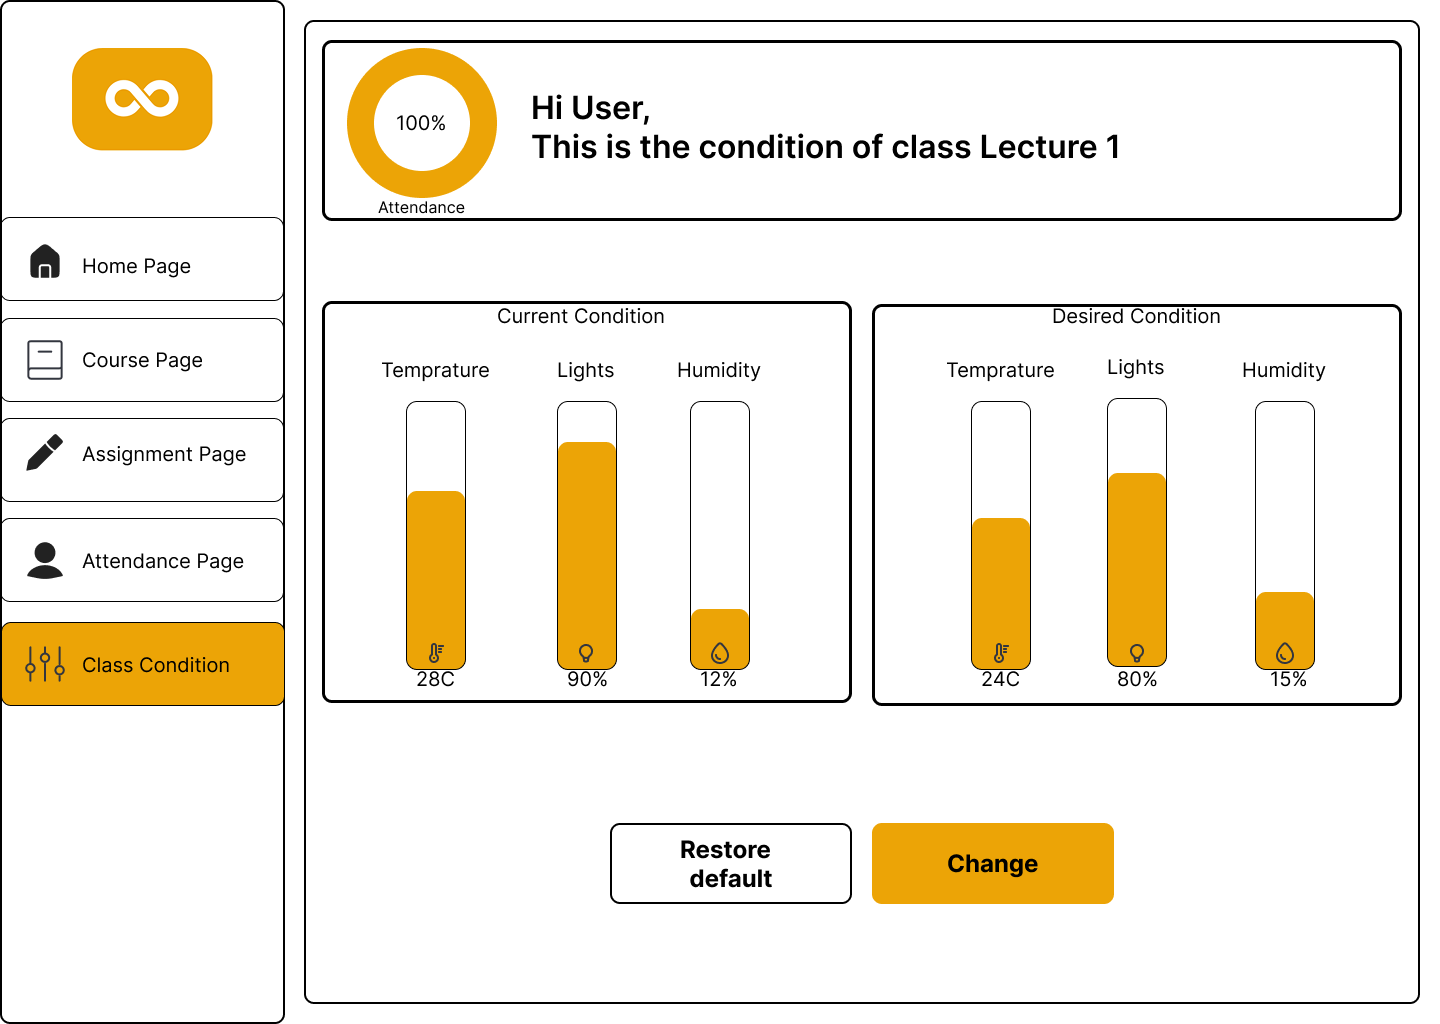 Home Page
Course Page
Assignment Page
Attendance Page
Class Condition
100%
Attendance
Hi User,
This is the condition of class Lecture 1
Current Condition
Temprature Lights Humidity
28C 90% 12%
Desired Condition
Temprature Lights Humidity
24C 80% 15%
Restore
default
Change